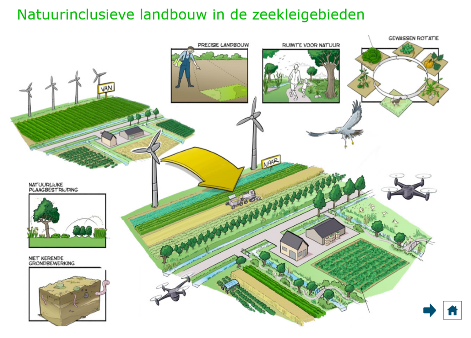 Natuurinclusieve landbouw in de zeekleigebieden
PRECISIE LANDBOUW
RUIMTE VOOR NATUUR
GEWASSEN ROTATIE
VAN
NAAR
NATUURLIJKE
PLAAGBESTRIJDING
NIET KERENDE
GRONDBEWERKING